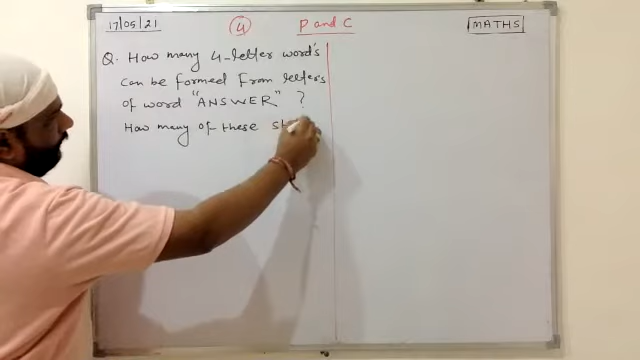 17/05/21
4
P and C
MATHS
Q. How many 4-letter word's
can be formed from letter's
of word "ANSWER" ?
How many of these